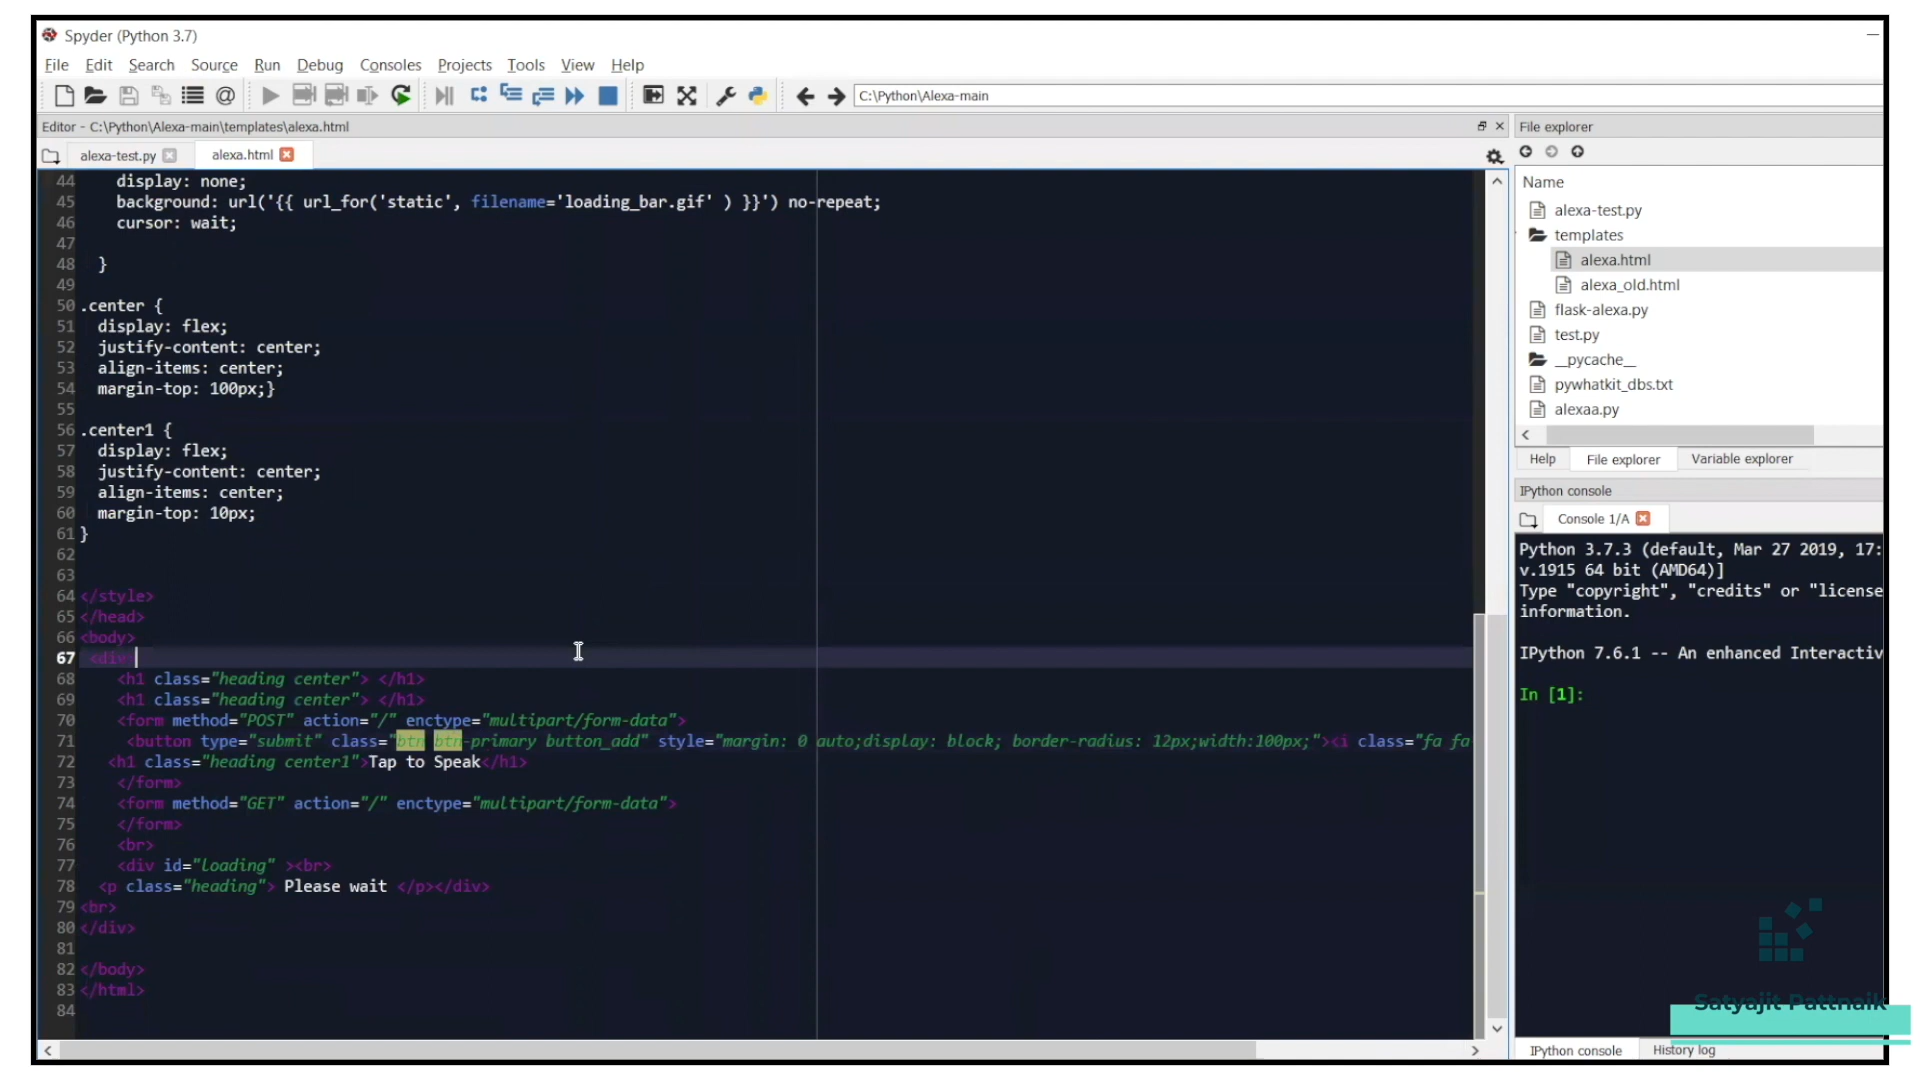 Spyder (Python 3.7)
File Edit Search Source Run Debug Consoles Projects Tools View Help
C:\Python\Alexa-main
Editor - C:\Python\Alexa-main\templates\alexa.html
alexa-test.py
alexa.html
44 display: none;
45 background: url('{{ url_for('static', filename='loading_bar.gif' ) }}') no-repeat;
46 cursor: wait;
47
48 }
49
50 .center {
51 display: flex;
52 justify-content: center;
53 align-items: center;
54 margin-top: 100px;}
55
56 .center1 {
57 display: flex;
58 justify-content: center;
59 align-items: center;
60 margin-top: 10px;
61 }
62
63
64 </style>
65 </head>
66 <body>
67 <div>
68 <h1 class="heading center"> </h1>
69 <h1 class="heading center"> </h1>
70 <form method="POST" action="/" enctype="multipart/form-data">
71 <button type="submit" class="btn btn-primary button_add" style="margin: 0 auto;display: block; border-radius: 12px;width:100px;"><i class="fa fa
72 <h1 class="heading center1">Tap to Speak</h1>
73 </form>
74 <form method="GET" action="/" enctype="multipart/form-data">
75 </form>
76 <br>
77 <div id="loading" ><br>
78 <p class="heading"> Please wait </p></div>
79 <br>
80 </div>
81
82 </body>
83 </html>
84
File explorer
Name
alexa-test.py
templates
alexa.html
alexa_old.html
flask-alexa.py
test.py
__pycache__
pywhatkit_dbs.txt
alexaa.py
Help File explorer Variable explorer
IPython console
Console 1/A
Python 3.7.3 (default, Mar 27 2019, 17:
v.1915 64 bit (AMD64)]
Type "copyright", "credits" or "license
information.
IPython 7.6.1 -- An enhanced Interactiv
In [1]:
Satyajit Pattnaik
IPython console History log